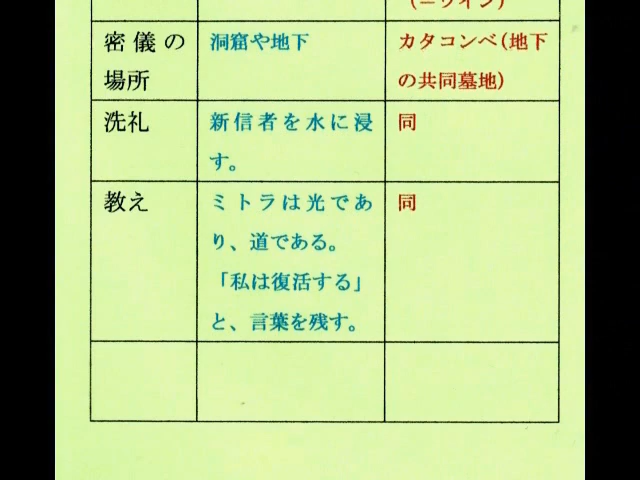 (=ワイン)
密儀の
場所
洞窟や地下
カタコンベ(地下
の共同墓地)
洗礼
新信者を水に浸
す。
同
教え
ミトラは光であ
り、道である。
「私は復活する」
と、言葉を残す。
同